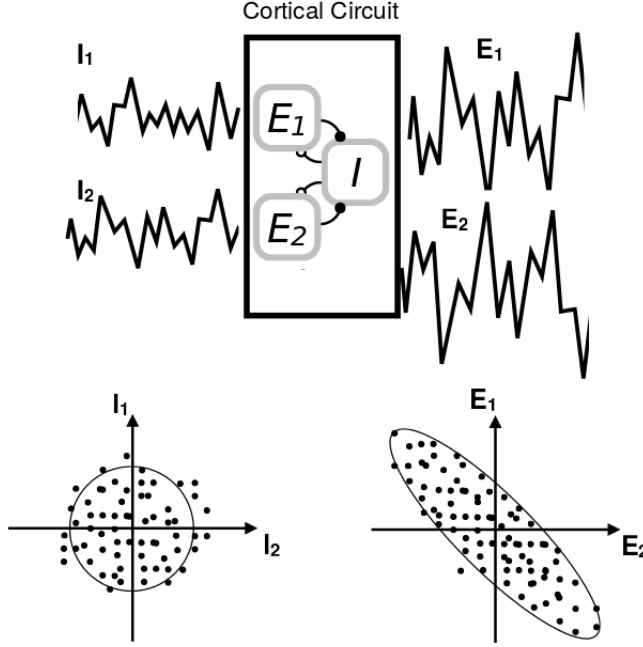 Cortical Circuit
I₁
E₁
E₁
I
I₂
E₂
E₂
I₁
E₁
I₂
E₂